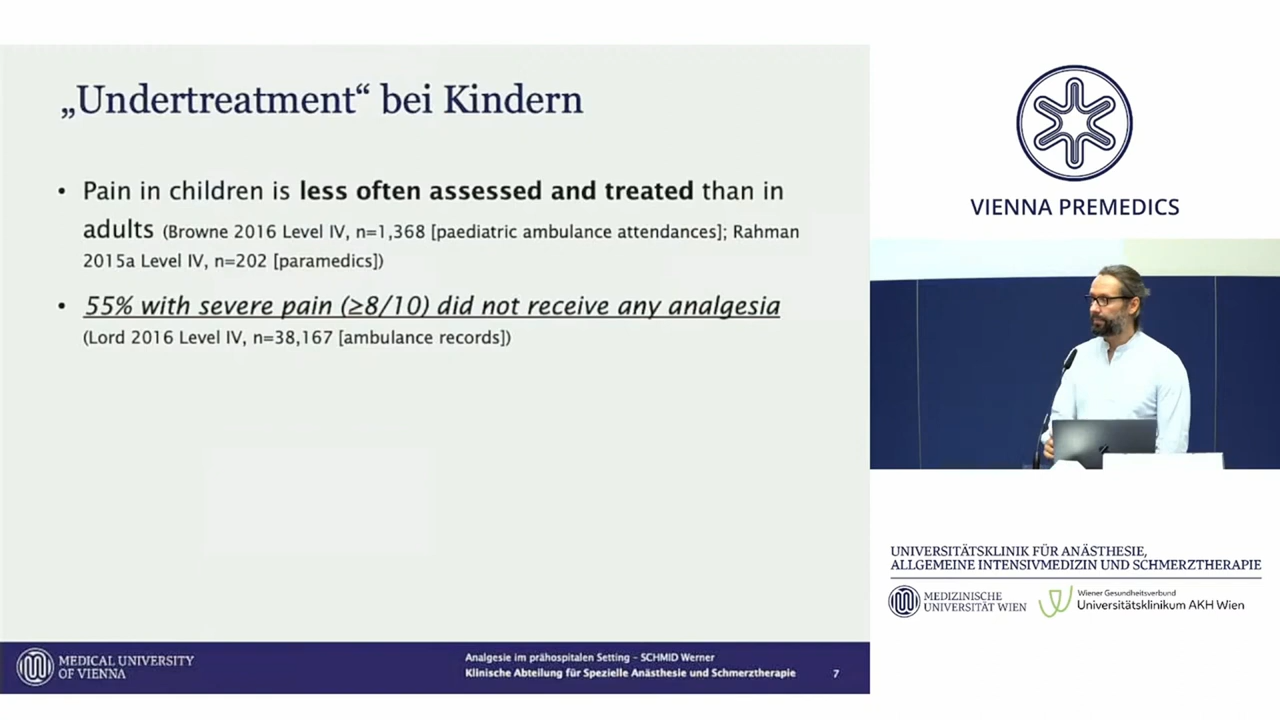 „Undertreatment“ bei Kindern
• Pain in children is less often assessed and treated than in
adults (Browne 2016 Level IV, n=1,368 [paediatric ambulance attendances]; Rahman
2015a Level IV, n=202 [paramedics])
• 55% with severe pain (≥8/10) did not receive any analgesia
(Lord 2016 Level IV, n=38,167 [ambulance records])
MEDICAL UNIVERSITY
OF VIENNA
Analgesie im prähospitalen Setting – SCHMID Werner
Klinische Abteilung für Spezielle Anästhesie und Schmerztherapie
7
VIENNA PREMEDICS
UNIVERSITÄTSKLINIK FÜR ANÄSTHESIE,
ALLGEMEINE INTENSIVMEDIZIN UND SCHMERZTHERAPIE
MEDIZINISCHE
UNIVERSITÄT WIEN
Wiener Gesundheitsverbund
Universitätsklinikum AKH Wien